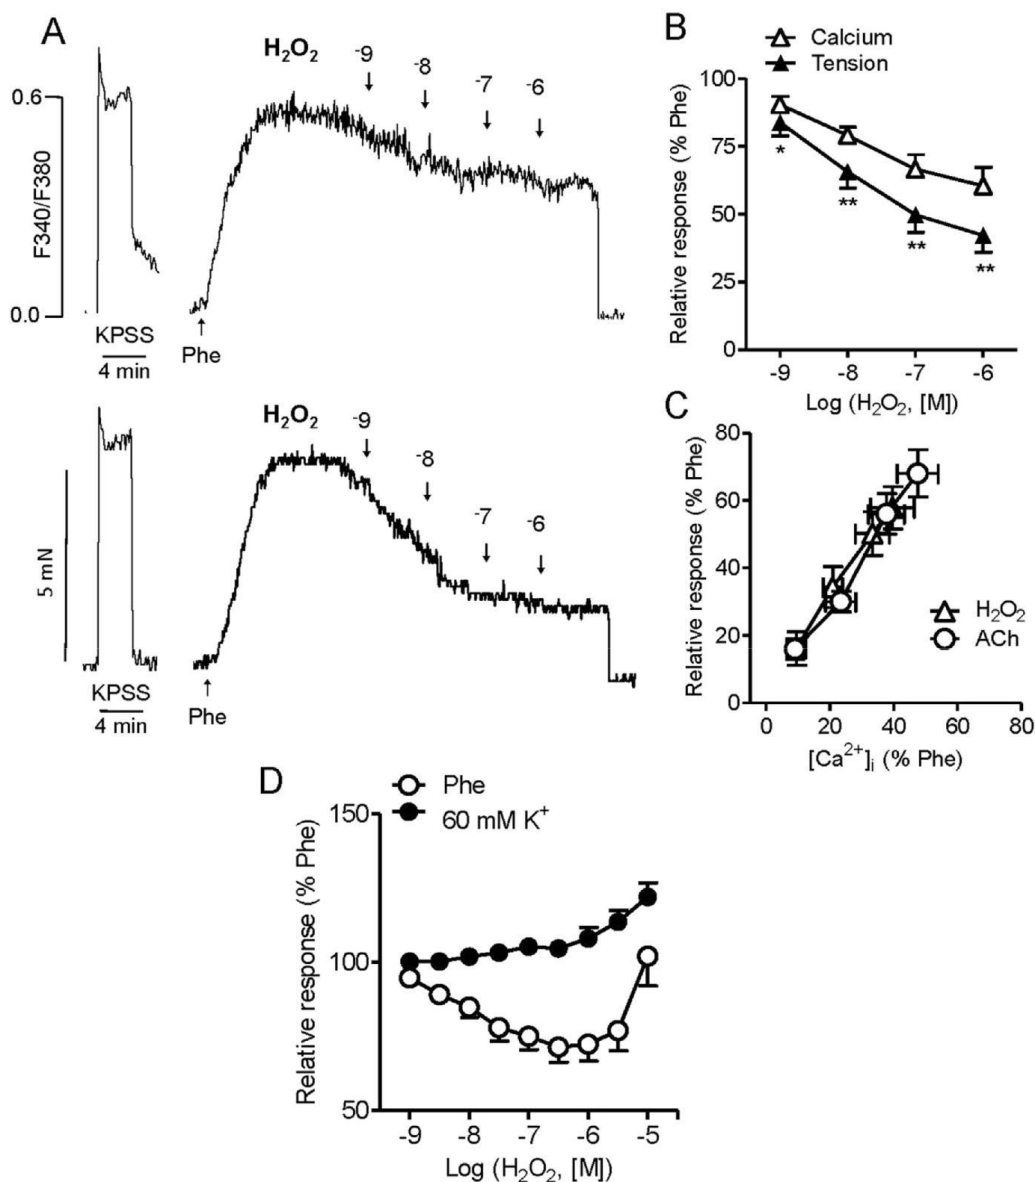 A
H2O2
-9
-8
-7
-6
0.6
F340/F380
0.0
KPSS
4 min
Phe
H2O2
-9
-8
-7
-6
5 mN
KPSS
4 min
Phe
B
Calcium
Tension
100
75
50
25
0
Relative response (% Phe)
*
**
**
**
-9 -8 -7 -6
Log (H2O2, [M])
C
80
60
40
20
0
Relative response (% Phe)
H2O2
ACh
0 20 40 60 80
[Ca2+]i (% Phe)
D
Phe
60 mM K+
150
100
50
Relative response (% Phe)
-9 -8 -7 -6 -5
Log (H2O2, [M])